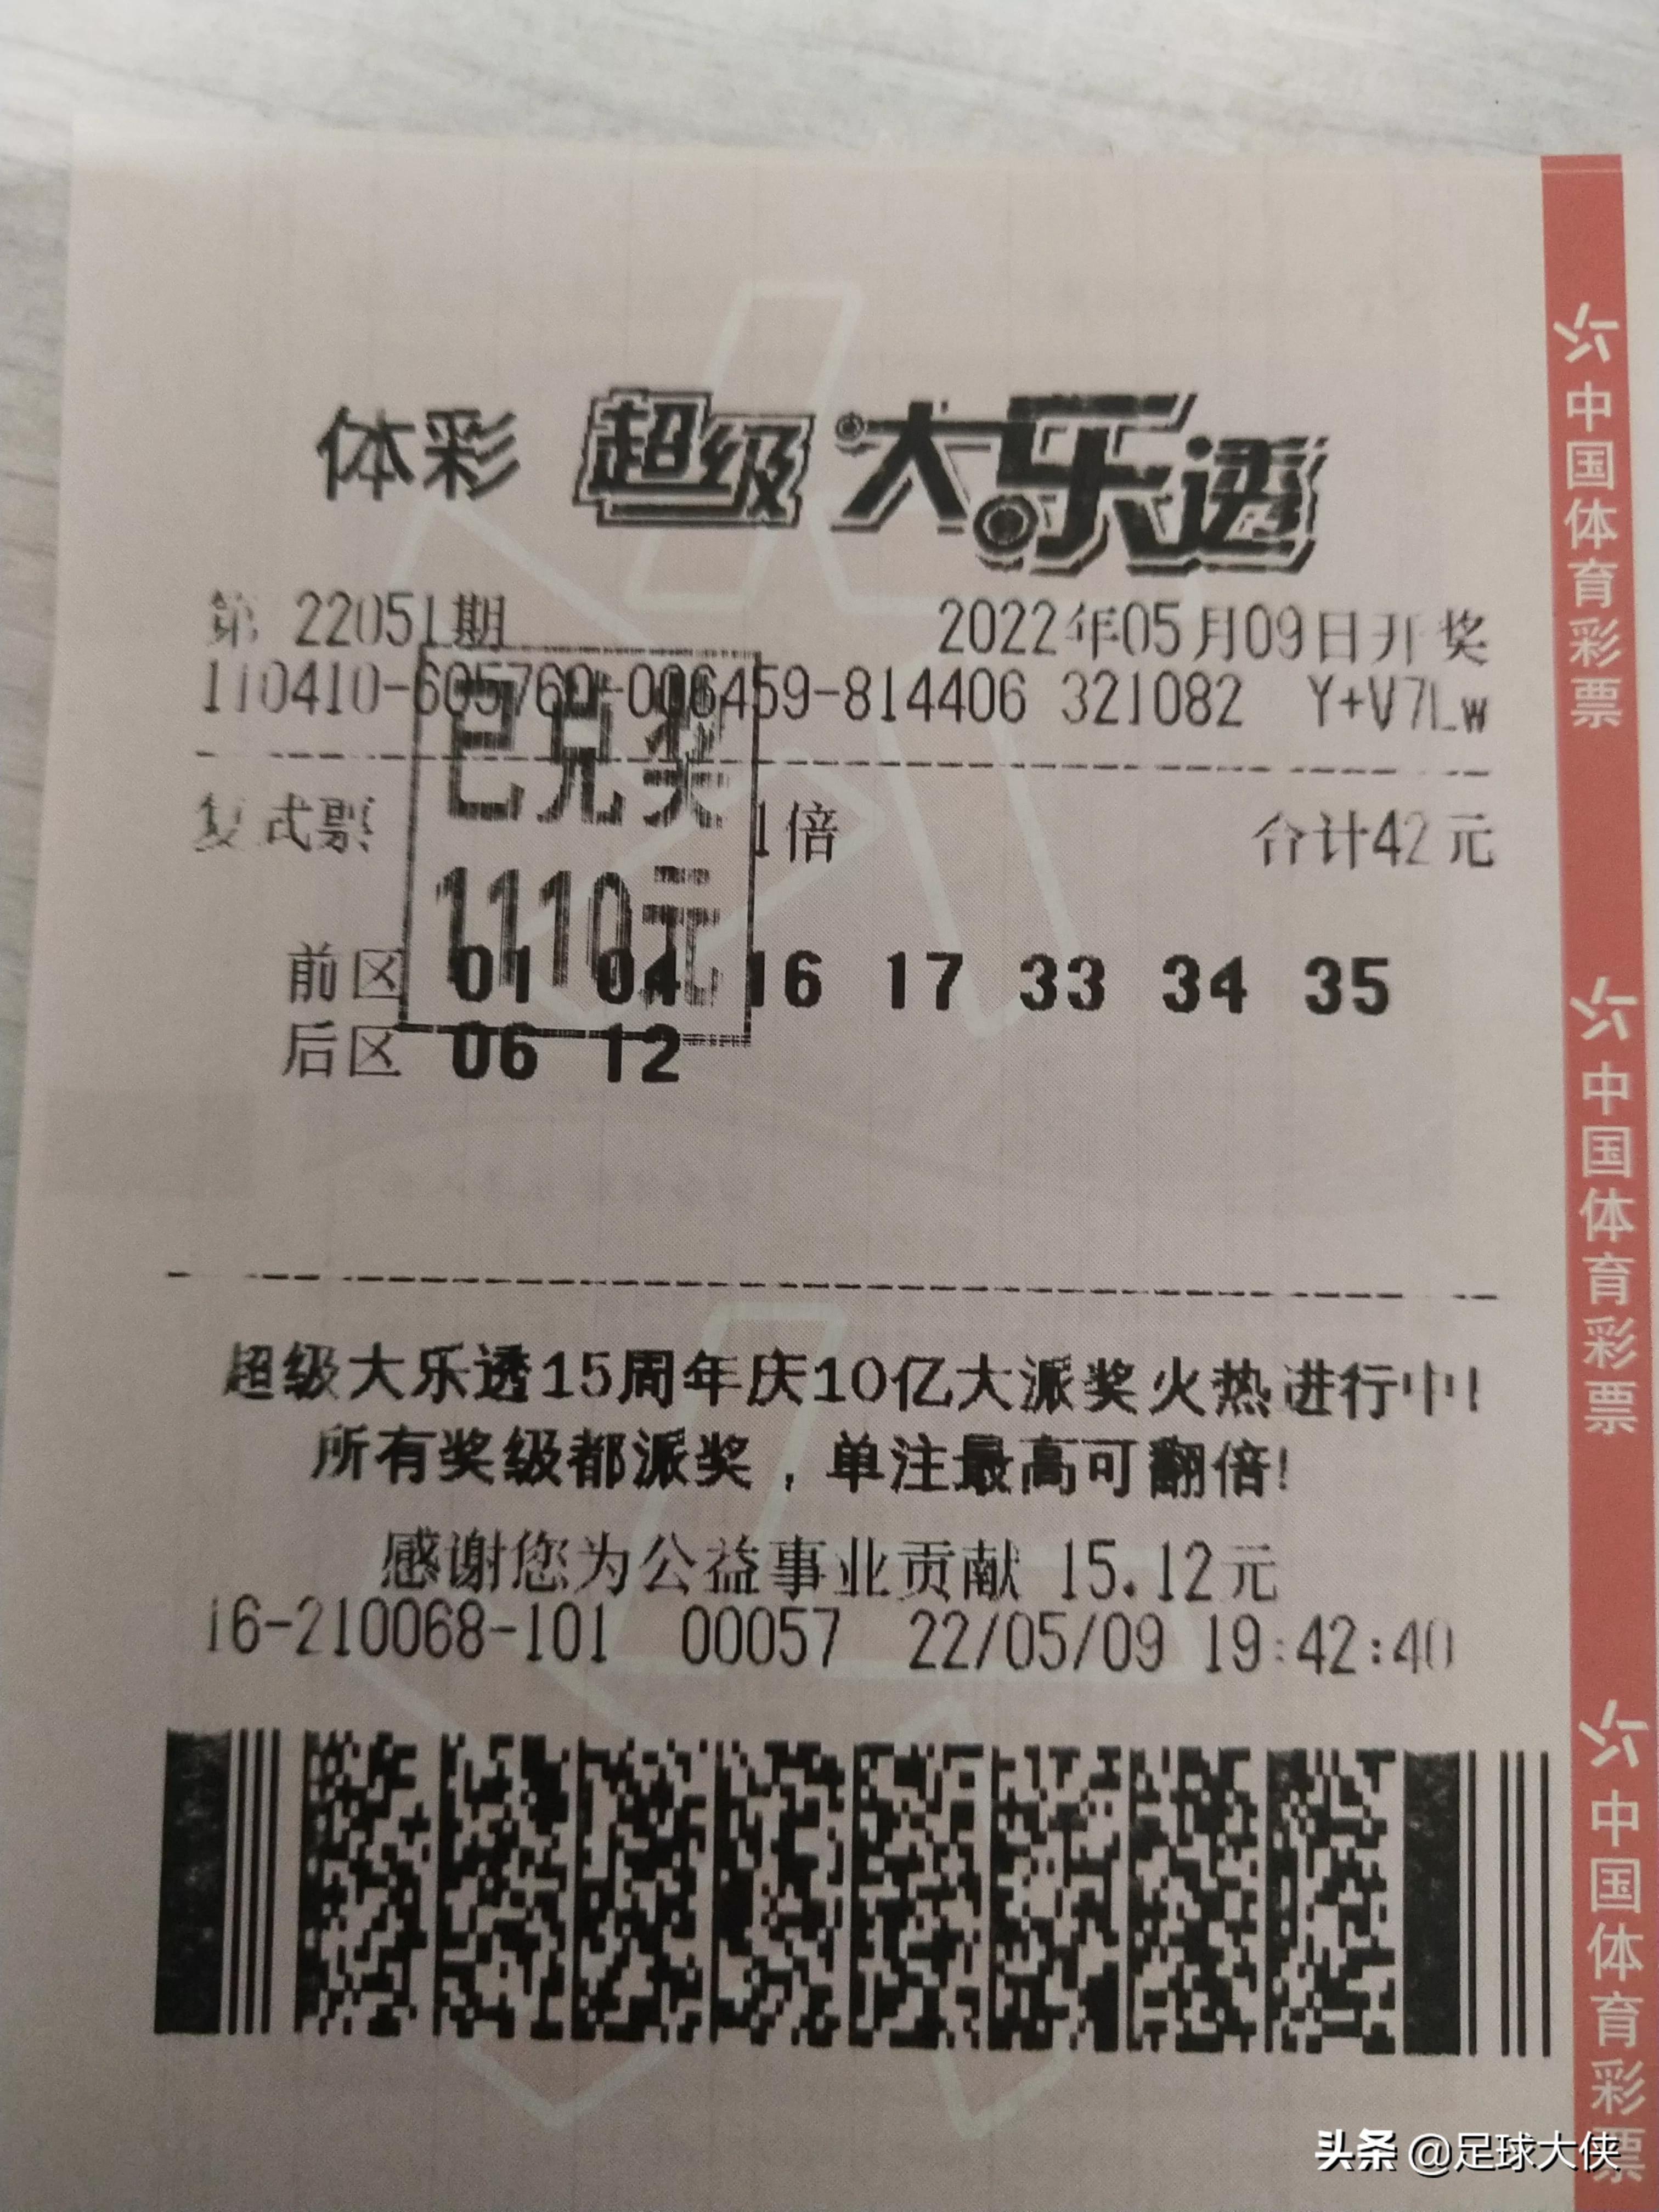 体彩 超级大乐透
第 22051期 2022年05月09日开奖
110410-605760-006459-814406 321082 Y+V7Lw
已兑奖
复式票 1倍 合计42元
1110元
前区 01 04 16 17 33 34 35
后区 06 12
超级大乐透15周年庆10亿大派奖火热进行中!
所有奖级都派奖，单注最高可翻倍!
感谢您为公益事业贡献 15.12元
16-210068-101 00057 22/05/09 19:42:40
中国体育彩票
中国体育彩票
中国体育彩票
头条 @足球大侠